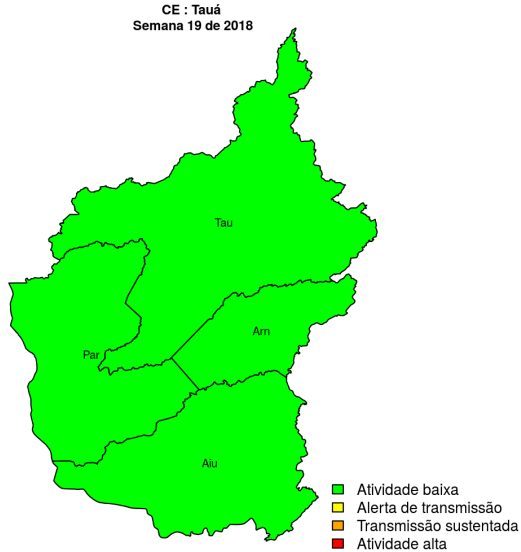 CE : Tauá
Semana 19 de 2018
Tau
Arn
Par
Aiu
Atividade baixa
Alerta de transmissão
Transmissão sustentada
Atividade alta